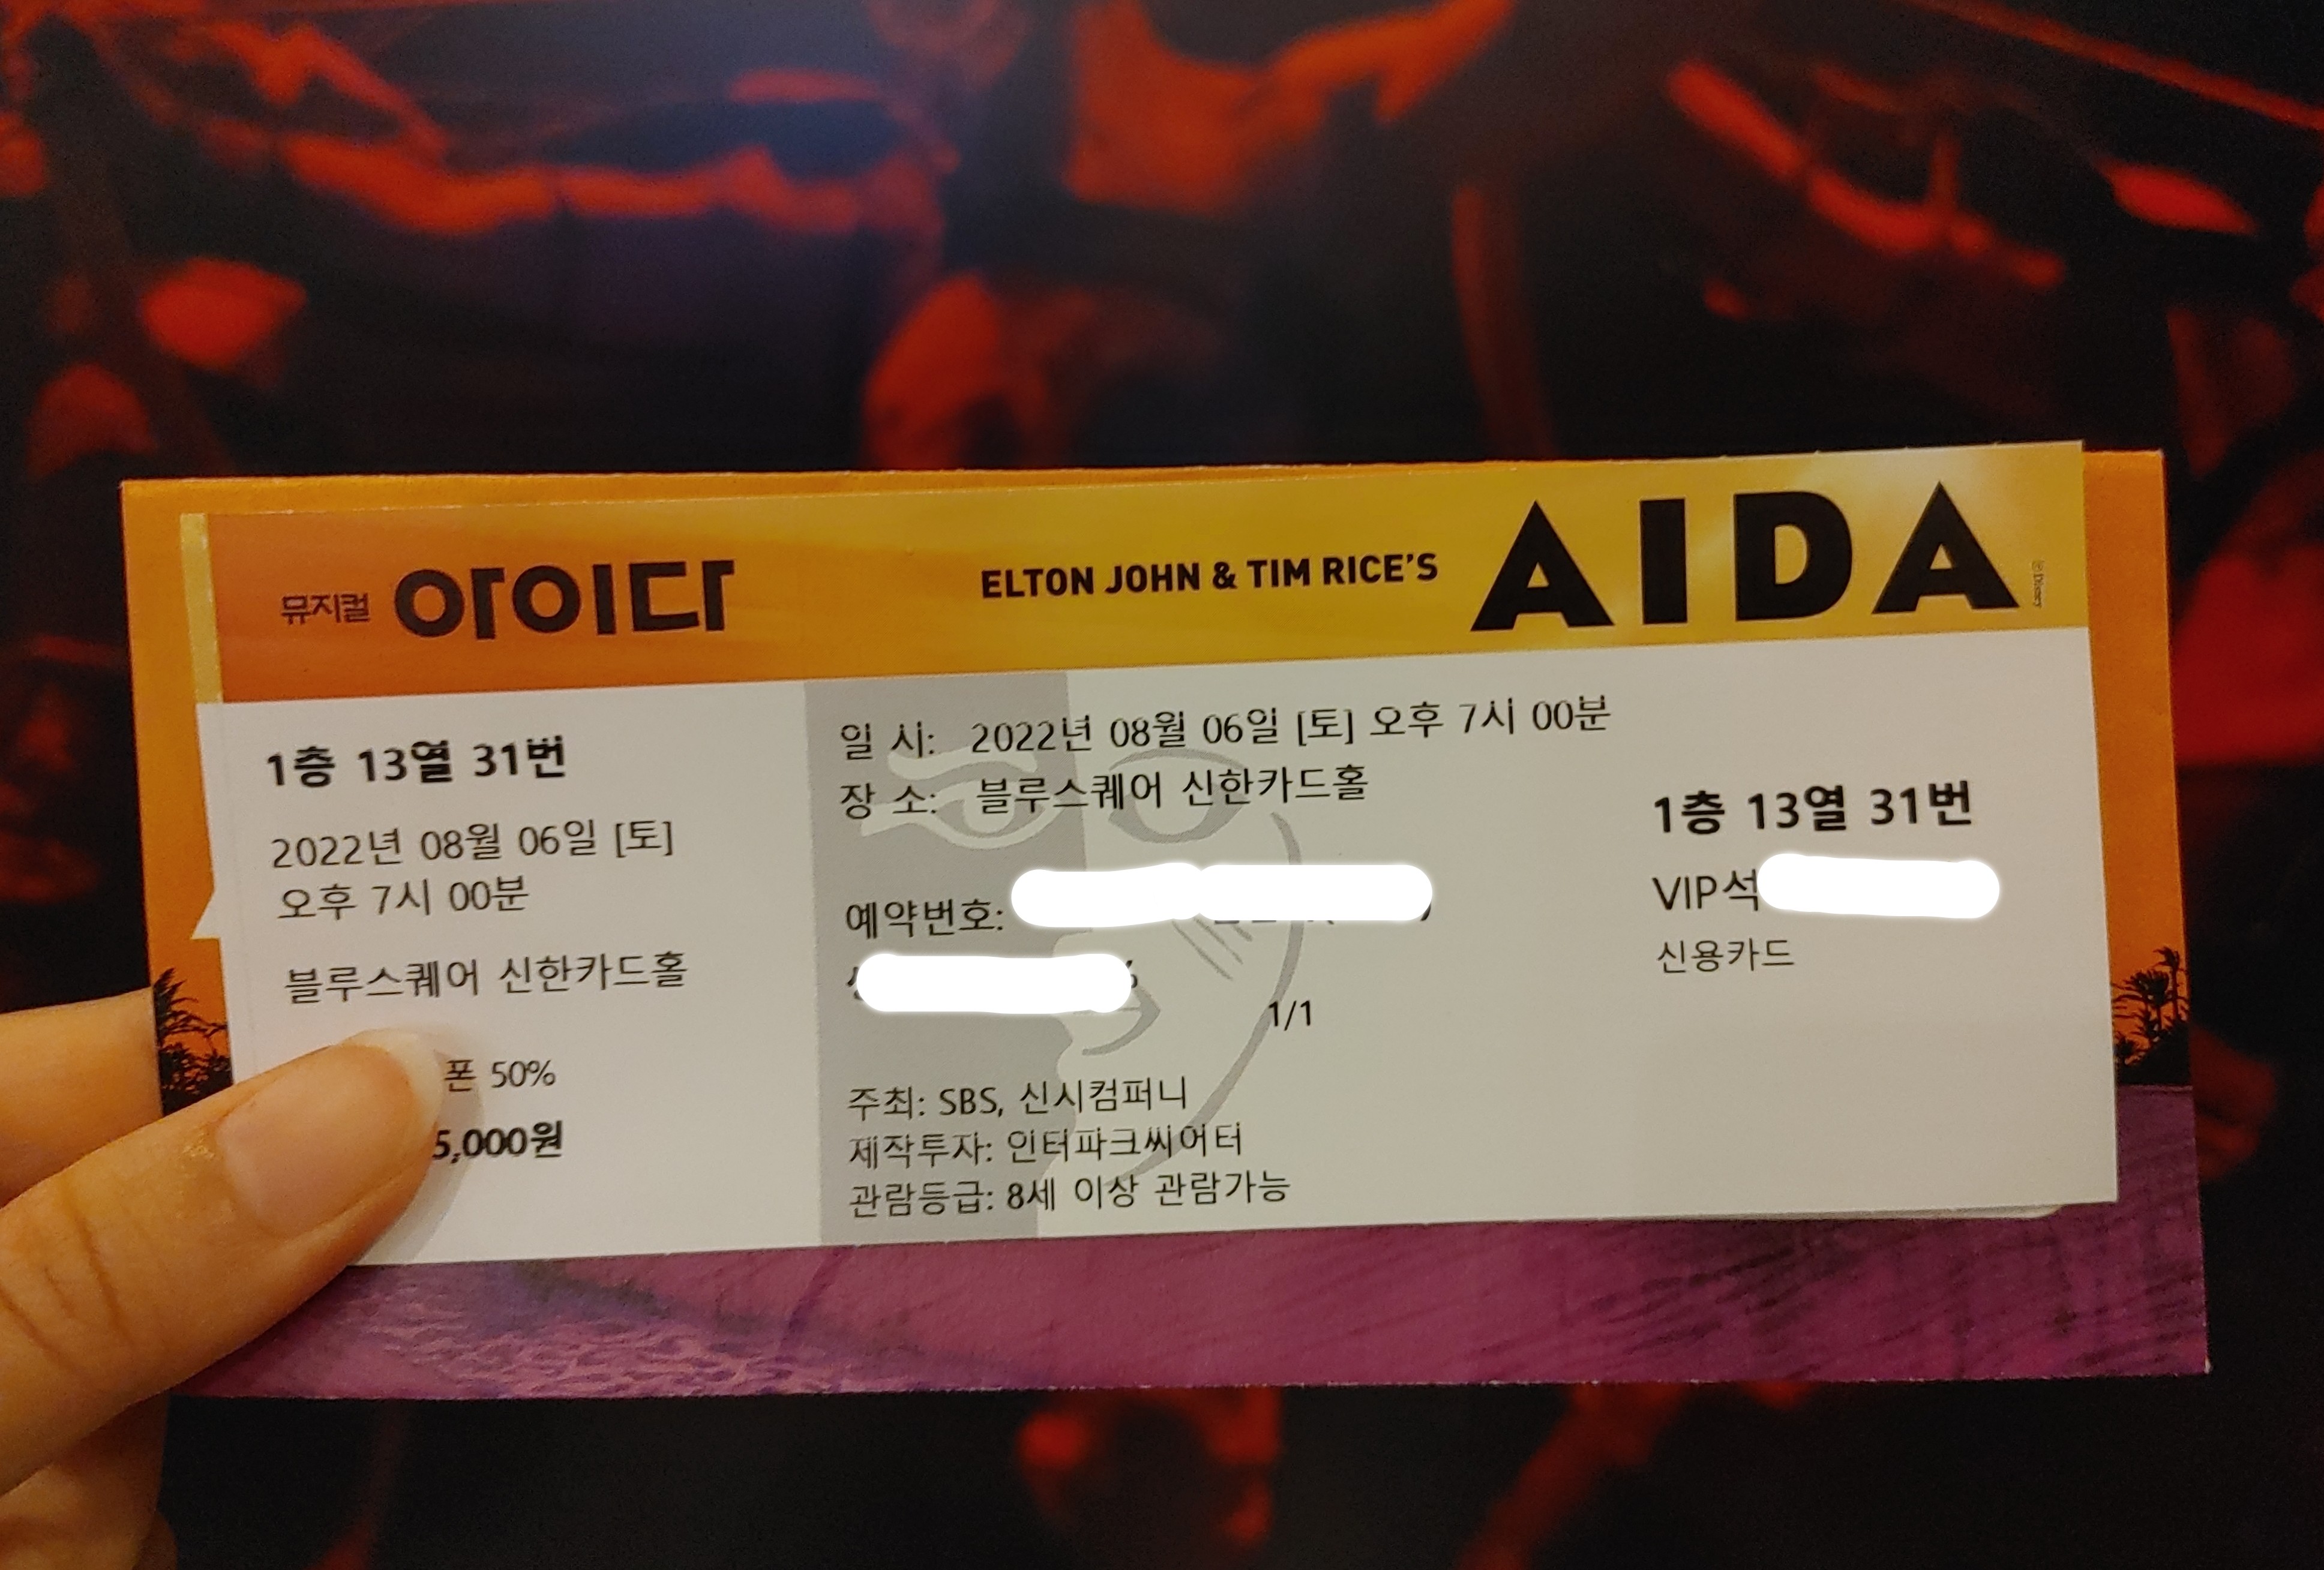 뮤지컬 아이다
ELTON JOHN & TIM RICE'S AIDA
© Disney
1층 13열 31번
2022년 08월 06일 [토]
오후 7시 00분
블루스퀘어 신한카드홀
폰 50%
5,000원
일 시: 2022년 08월 06일 [토] 오후 7시 00분
장 소: 블루스퀘어 신한카드홀
예약번호:
1/1
주최: SBS, 신시컴퍼니
제작투자: 인터파크씨어터
관람등급: 8세 이상 관람가능
1층 13열 31번
VIP석
신용카드